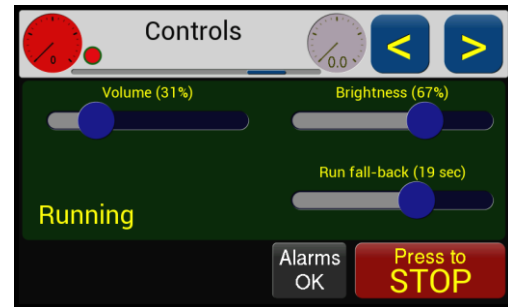 Controls
0
0.0
<
>
Volume (31%)
Brightness (67%)
Run fall-back (19 sec)
Running
Alarms
OK
Press to
STOP